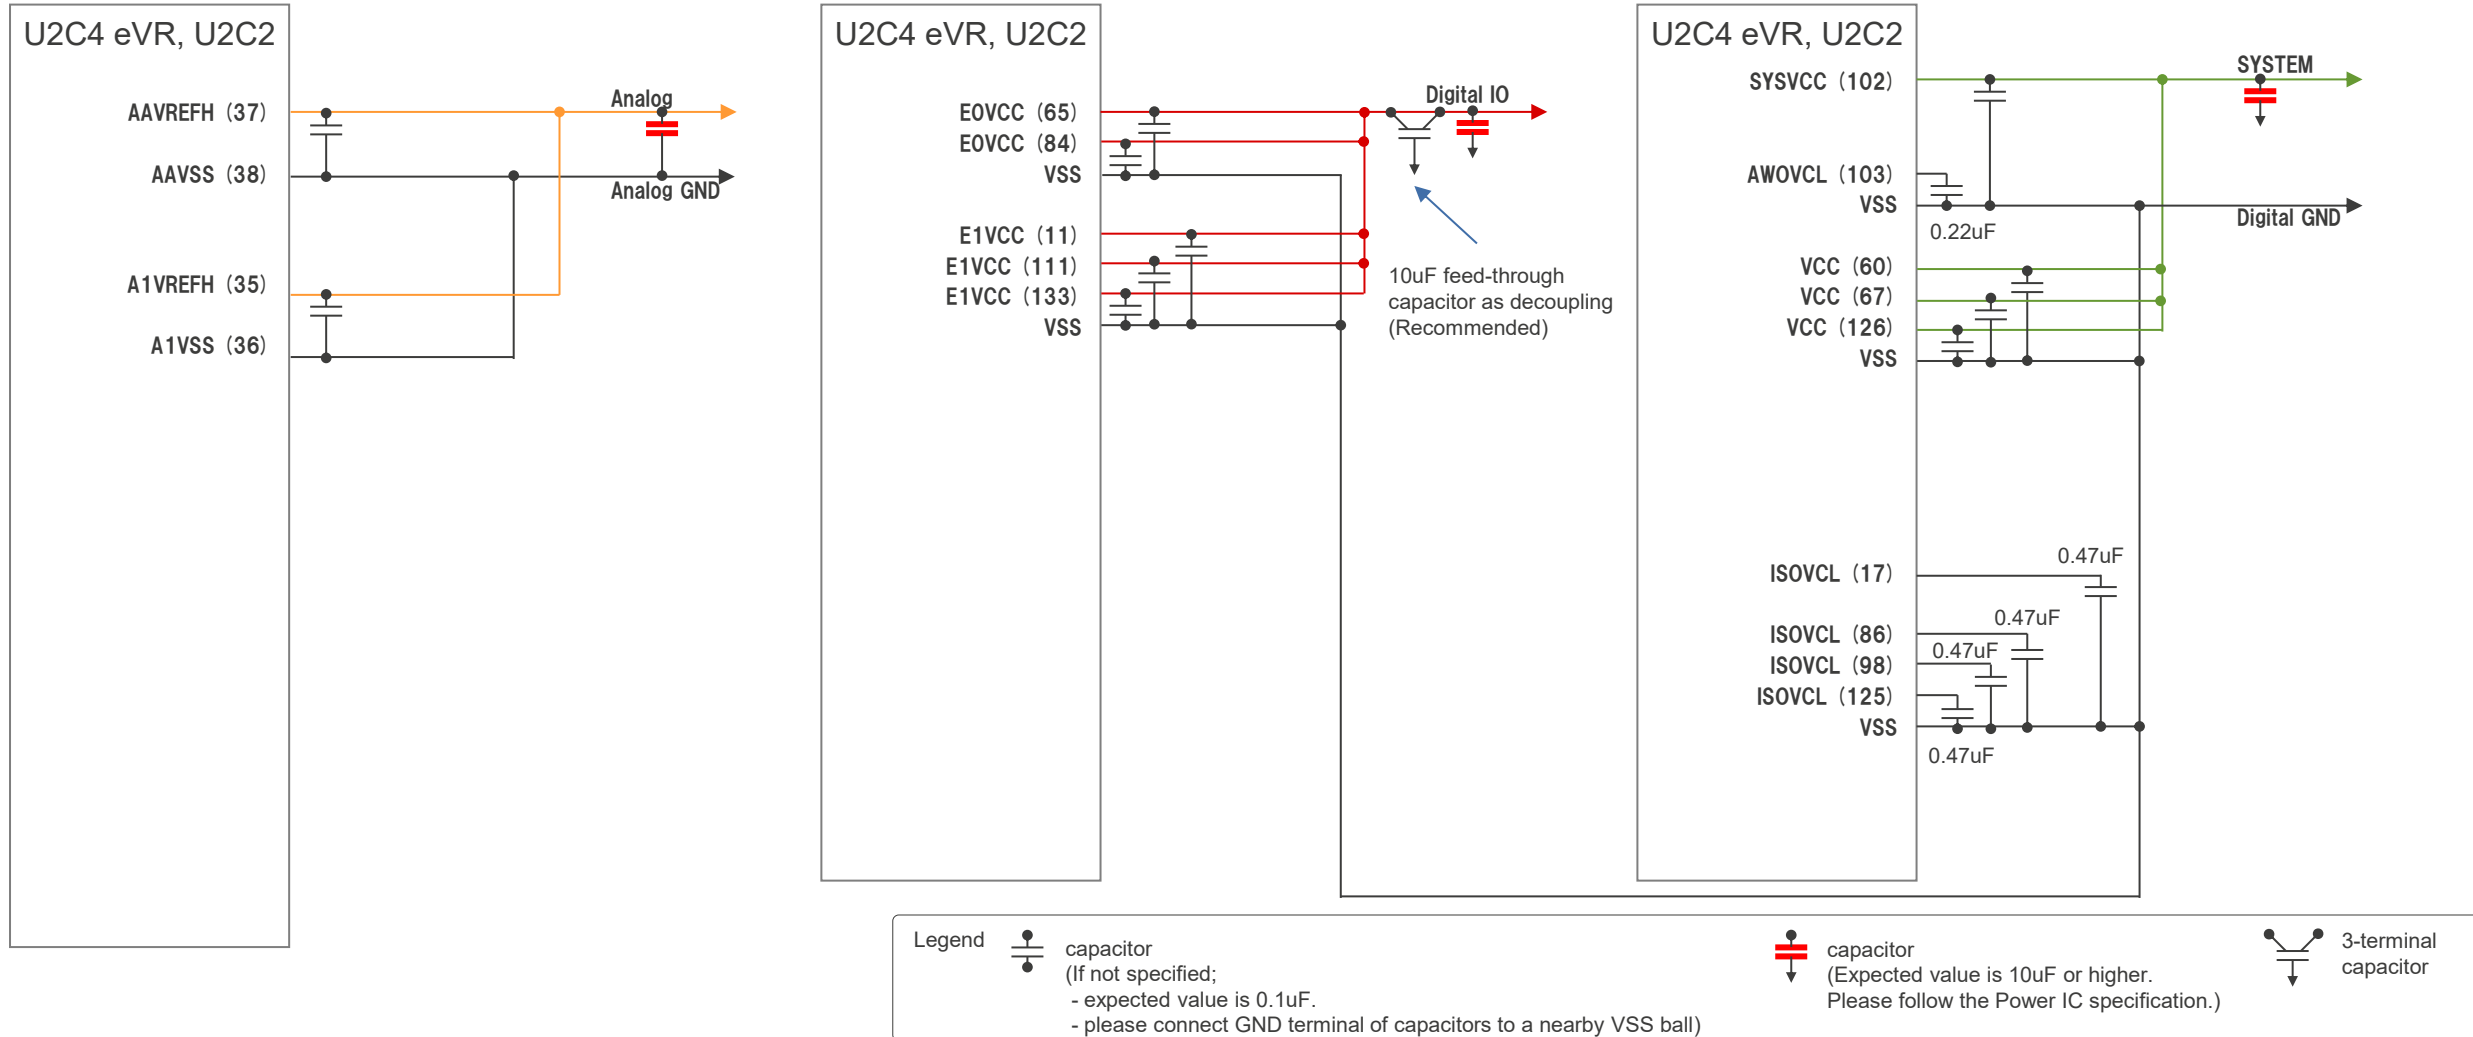 U2C4 eVR, U2C2
AAVREFH (37)
AAVSS (38)
A1VREFH (35)
A1VSS (36)
Analog
Analog GND
U2C4 eVR, U2C2
E0VCC (65)
E0VCC (84)
VSS
E1VCC (11)
E1VCC (111)
E1VCC (133)
VSS
Digital IO
10uF feed-through
capacitor as decoupling
(Recommended)
U2C4 eVR, U2C2
SYSVCC (102)
AWOVCL (103)
VSS
0.22uF
VCC (60)
VCC (67)
VCC (126)
VSS
SYSTEM
Digital GND
ISOVCL (17)
0.47uF
ISOVCL (86)
0.47uF
ISOVCL (98)
0.47uF
ISOVCL (125)
VSS
0.47uF
Legend
capacitor
(If not specified;
- expected value is 0.1uF.
- please connect GND terminal of capacitors to a nearby VSS ball)
capacitor
(Expected value is 10uF or higher.
Please follow the Power IC specification.)
3-terminal
capacitor